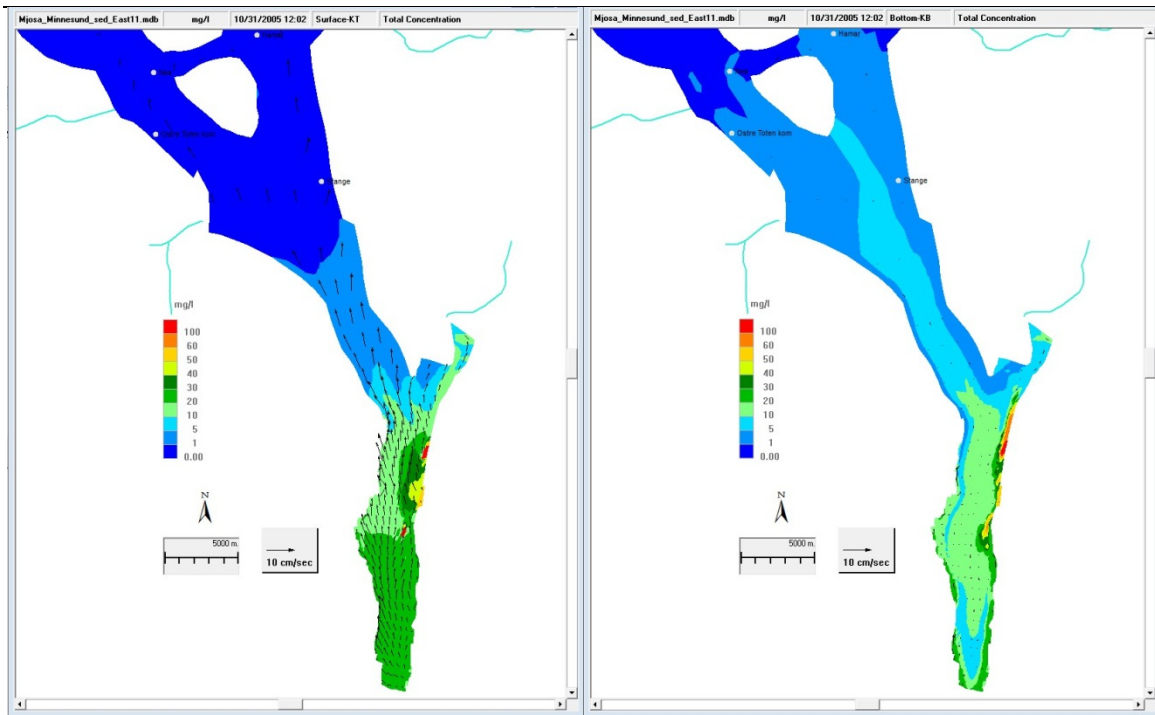 Mjosa_Minnesund_sed_East11.mdb mg/l 10/31/2005 12:02 Surface-KT Total Concentration
Ostre Toten kom
Stange
mg/l
100
60
40
30
20
10
5
1
0.00
N
5000 m.
10 cm/sec
Mjosa_Minnesund_sed_East11.mdb mg/l 10/31/2005 12:02 Bottom-KB Total Concentration
Hamar
Ostre Toten kom
Stange
mg/l
100
60
40
30
20
10
5
1
0.00
N
5000 m.
10 cm/sec